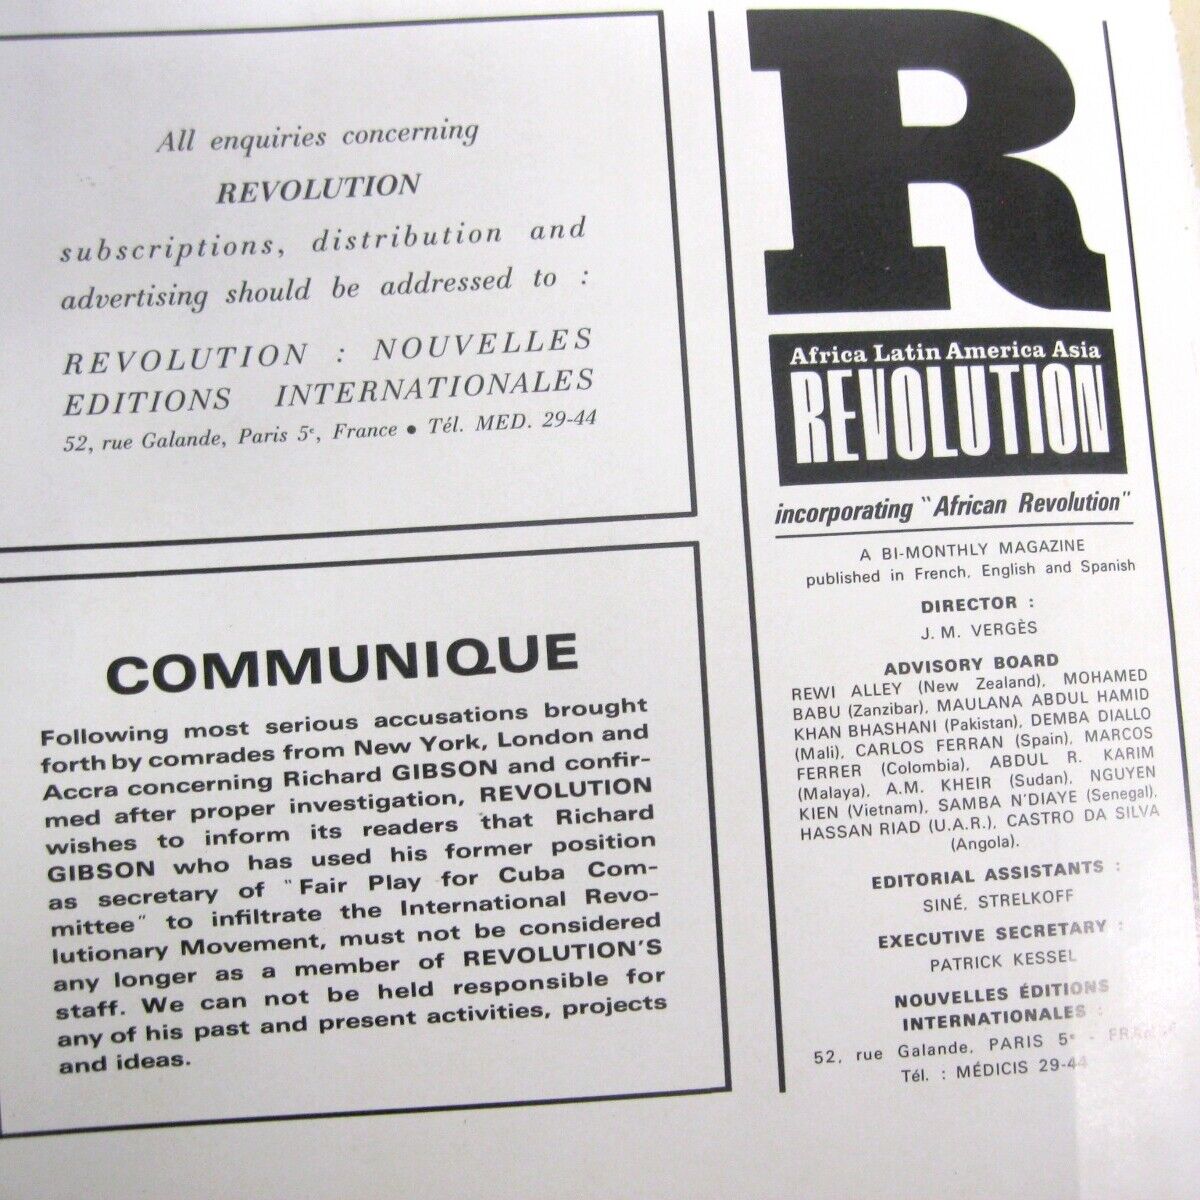 All enquiries concerning
REVOLUTION
subscriptions, distribution and
advertising should be addressed to :
REVOLUTION : NOUVELLES
EDITIONS INTERNATIONALES
52, rue Galande, Paris 5e, France • Tél. MED. 29-44
COMMUNIQUE
Following most serious accusations brought
forth by comrades from New York, London and
Accra concerning Richard GIBSON and confir-
med after proper investigation, REVOLUTION
wishes to inform its readers that Richard
GIBSON who has used his former position
as secretary of "Fair Play for Cuba Com-
mittee" to infiltrate the International Revo-
lutionary Movement, must not be considered
any longer as a member of REVOLUTION'S
staff. We can not be held responsible for
any of his past and present activities, projects
and ideas.
R
Africa Latin America Asia
REVOLUTION
incorporating "African Revolution"
A BI-MONTHLY MAGAZINE
published in French, English and Spanish
DIRECTOR :
J. M. VERGÈS
ADVISORY BOARD
REWI ALLEY (New Zealand), MOHAMED
BABU (Zanzibar), MAULANA ABDUL HAMID
KHAN BHASHANI (Pakistan), DEMBA DIALLO
(Mali), CARLOS FERRAN (Spain), MARCOS
FERRER (Colombia), ABDUL R. KARIM
(Malaya), A.M. KHEIR (Sudan), NGUYEN
KIEN (Vietnam), SAMBA N'DIAYE (Senegal),
HASSAN RIAD (U.A.R.), CASTRO DA SILVA
(Angola).
EDITORIAL ASSISTANTS :
SINÉ, STRELKOFF
EXECUTIVE SECRETARY :
PATRICK KESSEL
NOUVELLES ÉDITIONS
INTERNATIONALES :
52, rue Galande, PARIS 5e - FRANCE
Tél. : MÉDICIS 29-44